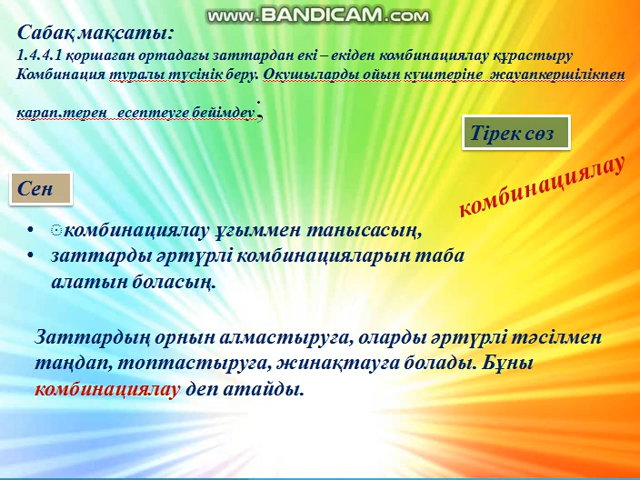 www.BANDICAM.com
Сабақ мақсаты:
1.4.4.1 қоршаған ортадағы заттардан екі – екіден комбинациялау құрастыру
Комбинация туралы түсінік беру. Оқушыларды ойын күштеріне жауапкершілікпен
қарап,терең есептеуге бейімдеу;
Тірек сөз
комбинациялау
Сен
• комбинациялау ұғыммен танысасың,
• заттарды әртүрлі комбинацияларын таба
алатын боласың.
Заттардың орнын алмастыруға, оларды әртүрлі тәсілмен
таңдап, топтастыруға, жинақтауға болады. Бұны
комбинациялау деп атайды.